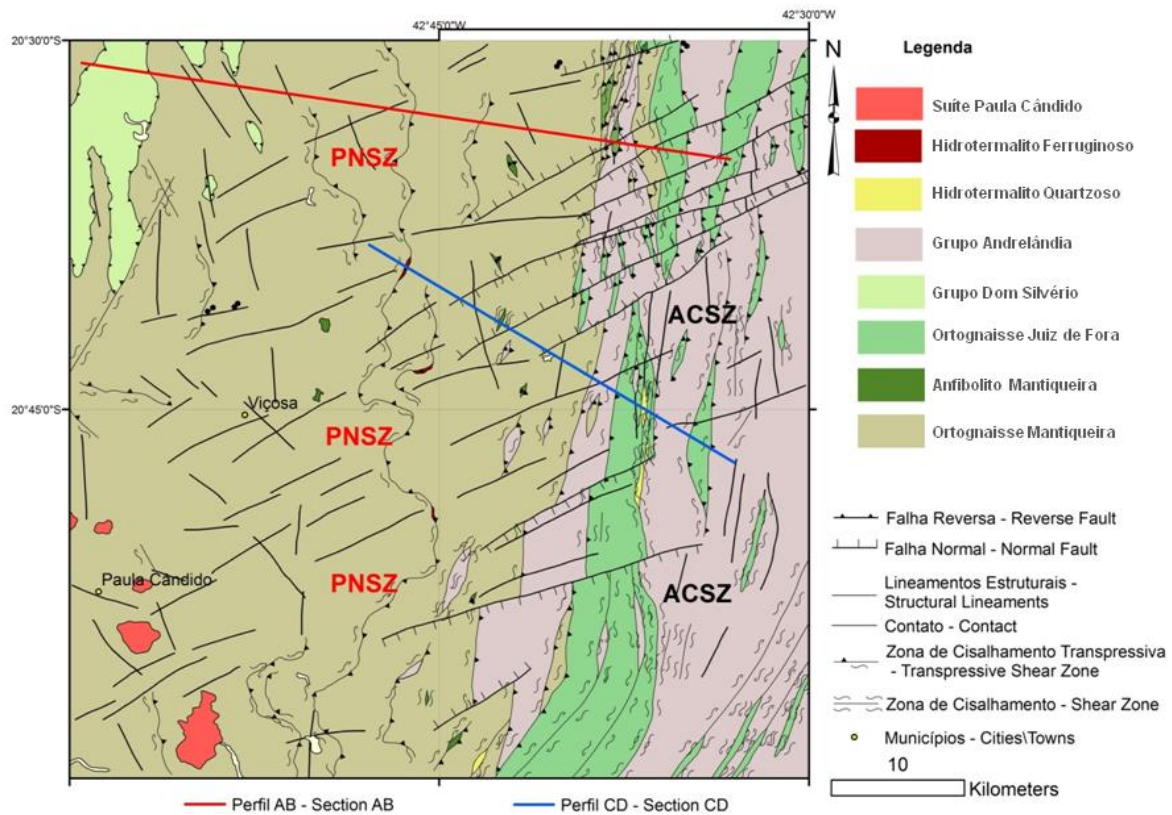 42°45'0"W
42°30'0"W
20°30'0"S
N
Legenda
Suíte Paula Cândido
Hidrotermalito Ferruginoso
Hidrotermalito Quartzoso
Grupo Andrelândia
Grupo Dom Silvério
Ortognaisse Juiz de Fora
Anfibolito Mantiqueira
Ortognaisse Mantiqueira
PNSZ
ACSZ
20°45'0"S
Viçosa
PNSZ
Paula Cândido
PNSZ
ACSZ
Falha Reversa - Reverse Fault
Falha Normal - Normal Fault
Lineamentos Estruturais -
Structural Lineaments
Contato - Contact
Zona de Cisalhamento Transpressiva
- Transpressive Shear Zone
Zona de Cisalhamento - Shear Zone
Municípios - Cities\Towns
10
Kilometers
Perfil AB - Section AB
Perfil CD - Section CD